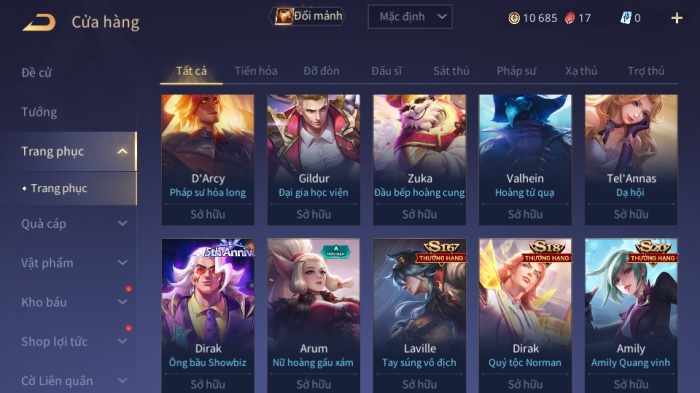 Cửa hàng
Đổi mảnh
Mặc định
10 685
17
0
Đề cử
Tướng
Trang phục
Trang phục
Quà cáp
Vật phẩm
Kho báu
Shop lợi tức
Cờ Liên quân
Tất cả
Tiến hóa
Đỡ đòn
Đấu sĩ
Sát thủ
Pháp sư
Xạ thủ
Trợ thủ
D'Arcy
Pháp sư hỏa long
Sở hữu
Gildur
Đại gia học viện
Sở hữu
Zuka
Đầu bếp hoàng cung
Sở hữu
Valhein
Hoàng tử quạ
Sở hữu
Tel'Annas
Dạ hội
Sở hữu
5th Anniv
Dirak
Ông bầu Showbiz
Sở hữu
A
HỮU HẠN
Arum
Nữ hoàng gấu xám
Sở hữu
S16
THƯỞNG HẠNG
Laville
Tay súng vô địch
Sở hữu
S18
THƯỞNG HẠNG
Dirak
Quý tộc Norman
Sở hữu
S20
THƯỞNG HẠNG
Amily
Amily Quang vinh
Sở hữu